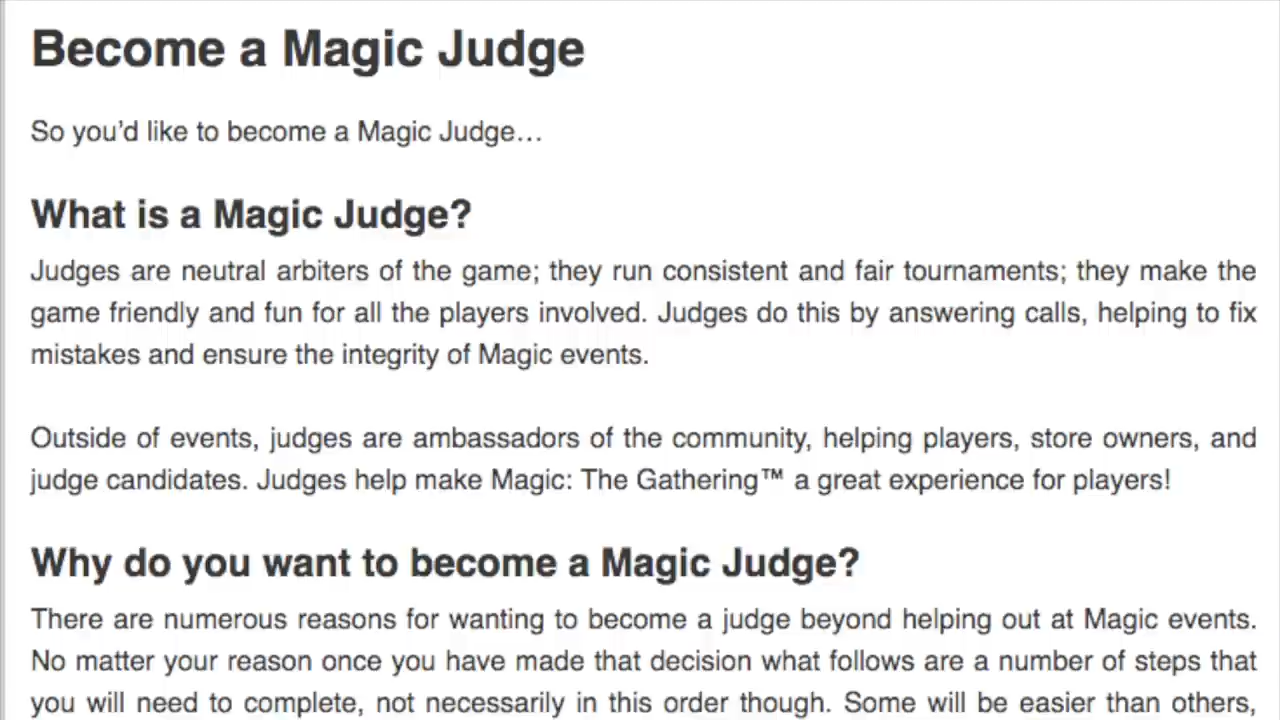 Become a Magic Judge
So you’d like to become a Magic Judge…
What is a Magic Judge?
Judges are neutral arbiters of the game; they run consistent and fair tournaments; they make the
game friendly and fun for all the players involved. Judges do this by answering calls, helping to fix
mistakes and ensure the integrity of Magic events.
Outside of events, judges are ambassadors of the community, helping players, store owners, and
judge candidates. Judges help make Magic: The Gathering™ a great experience for players!
Why do you want to become a Magic Judge?
There are numerous reasons for wanting to become a judge beyond helping out at Magic events.
No matter your reason once you have made that decision what follows are a number of steps that
you will need to complete, not necessarily in this order though. Some will be easier than others,